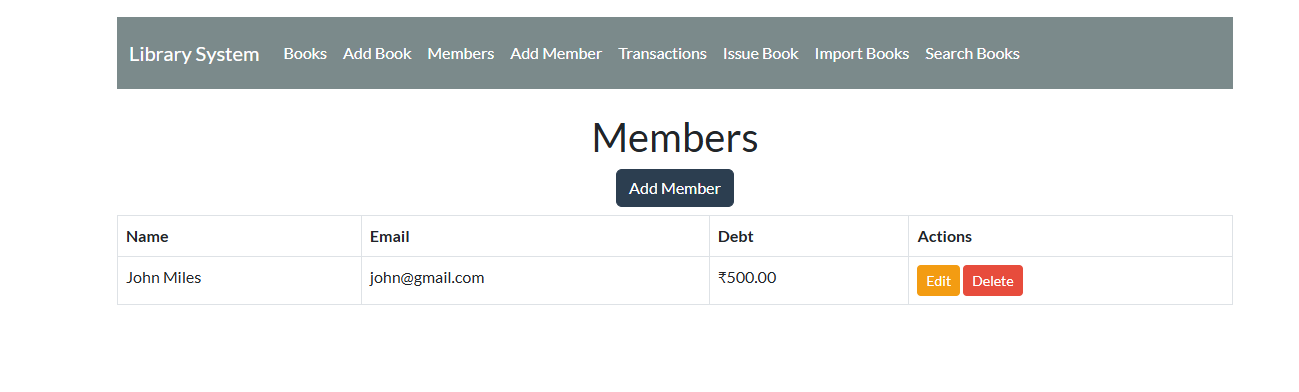 Library System Books Add Book Members Add Member Transactions Issue Book Import Books Search Books
Members
Add Member
Name Email Debt Actions
John Miles john@gmail.com ₹500.00 Edit Delete